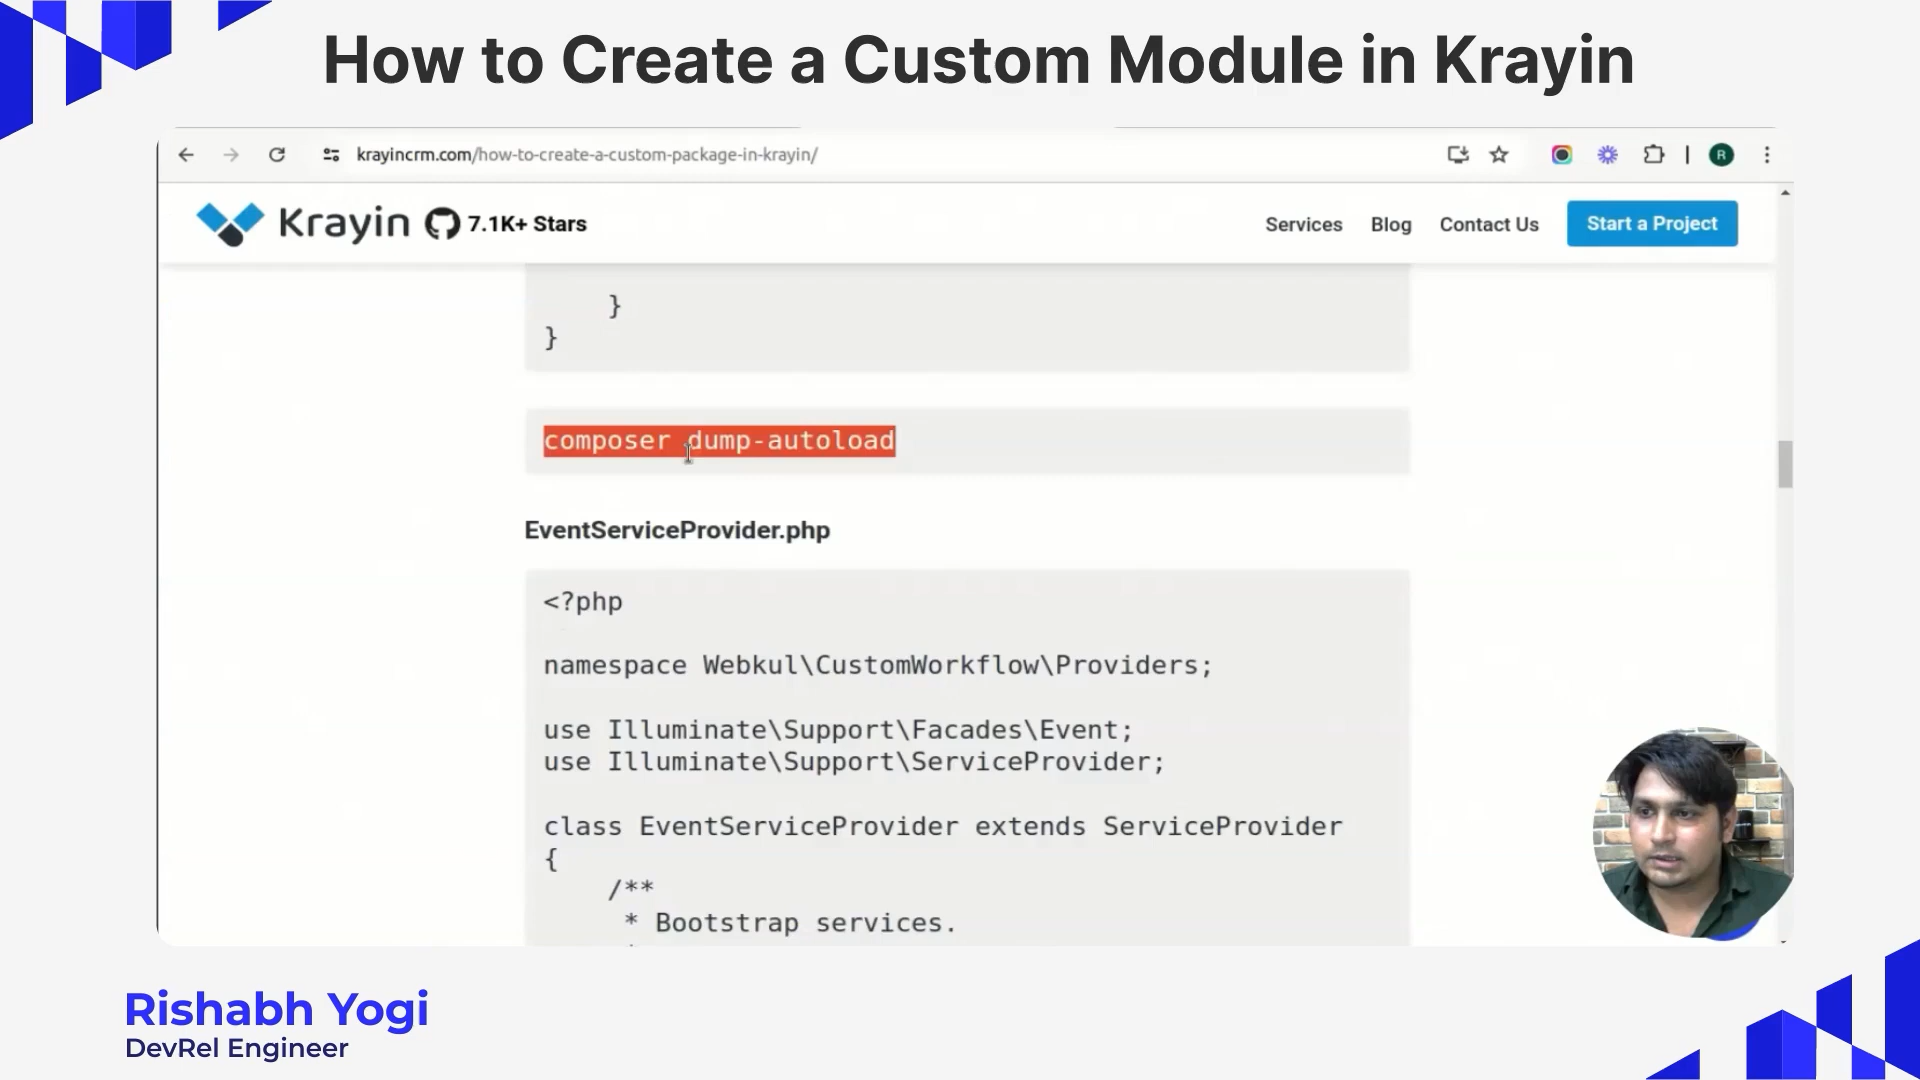 How to Create a Custom Module in Krayin
krayincrm.com/how-to-create-a-custom-package-in-krayin/
R
Krayin 7.1K+ Stars
Services Blog Contact Us Start a Project
}
}
composer dump-autoload
EventServiceProvider.php
<?php
namespace Webkul\CustomWorkflow\Providers;
use Illuminate\Support\Facades\Event;
use Illuminate\Support\ServiceProvider;
class EventServiceProvider extends ServiceProvider
{
/**
* Bootstrap services.
Rishabh Yogi
DevRel Engineer